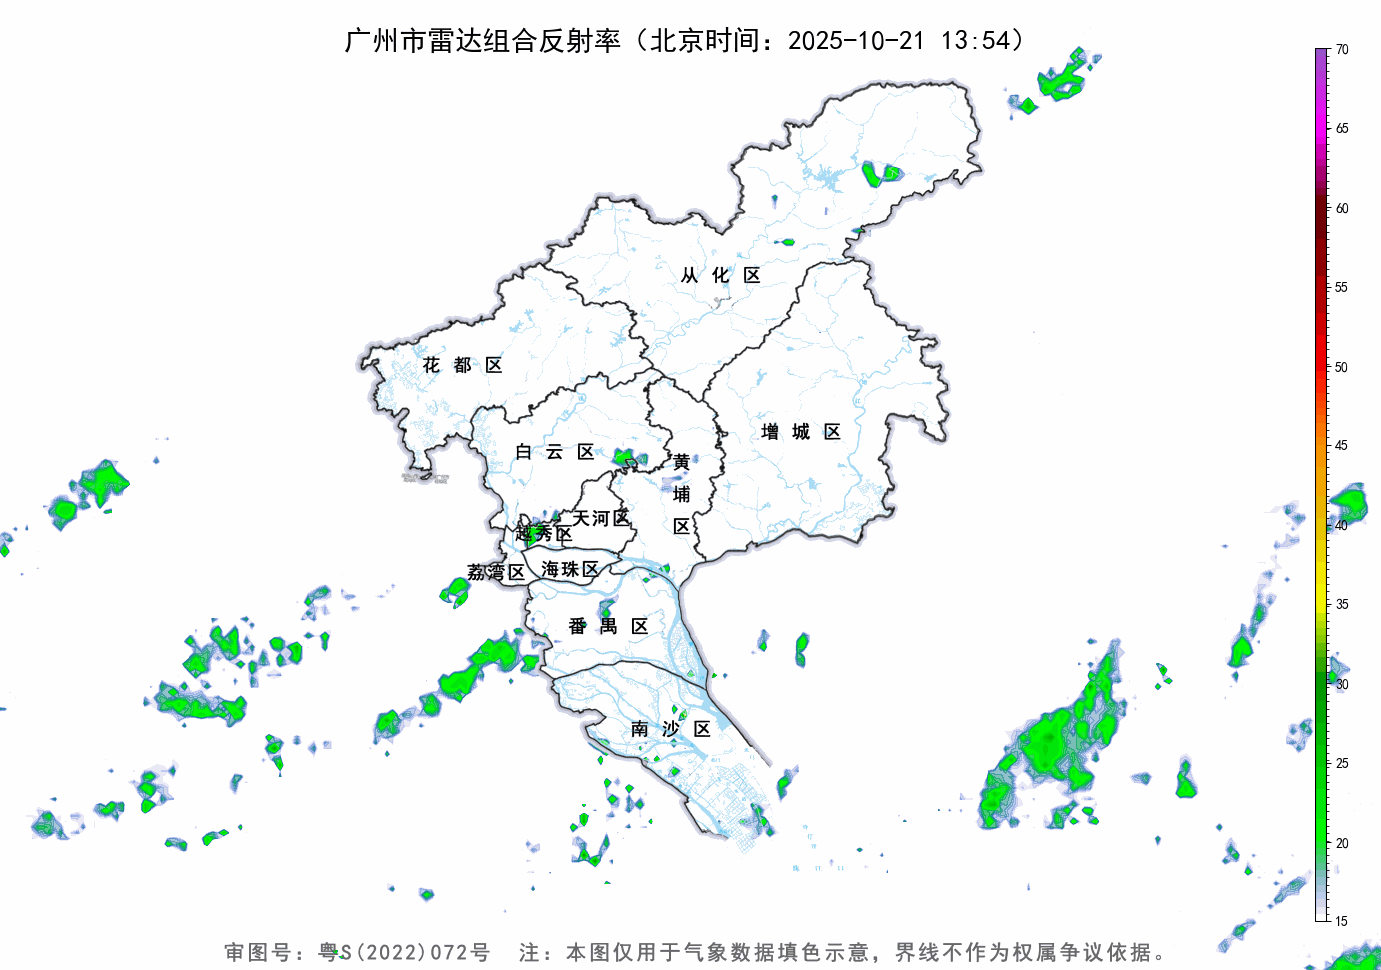 广州市雷达组合反射率（北京时间：2025-10-21 13:54）
70
65
60
55
50
45
40
35
30
25
20
15
从化区
花都区
增城区
白云区
黄埔区
天河区
越秀区
海珠区
荔湾区
番禺区
南沙区
审图号：粤S(2022)072号 注：本图仅用于气象数据填色示意，界线不作为权属争议依据。